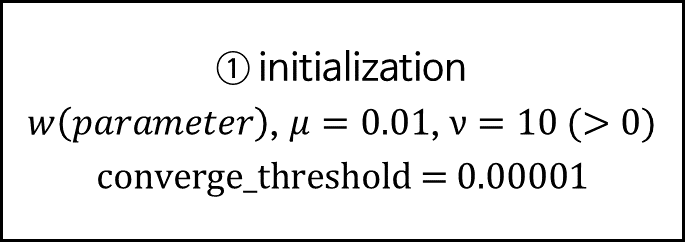 ① initialization
w(parameter), μ = 0.01, ν = 10 (> 0)
converge_threshold = 0.00001